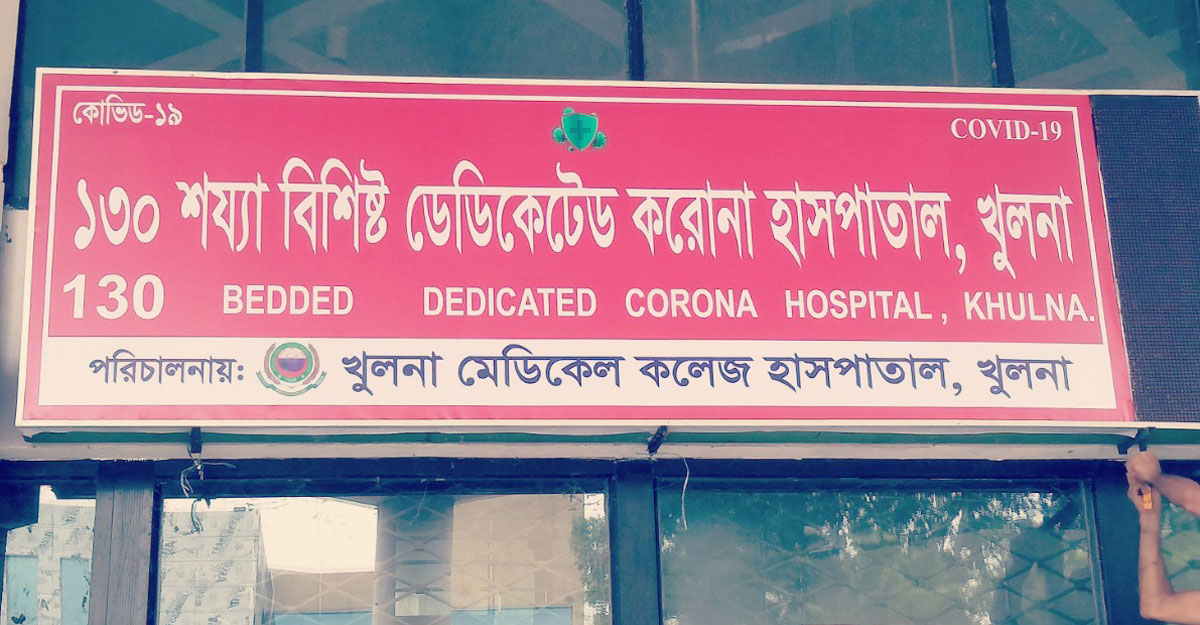 কোভিড-১৯
COVID-19
১৩০ শয্যা বিশিষ্ট ডেডিকেটেড করোনা হাসপাতাল, খুলনা
130 BEDDED DEDICATED CORONA HOSPITAL, KHULNA.
পরিচালনায়: খুলনা মেডিকেল কলেজ হাসপাতাল, খুলনা